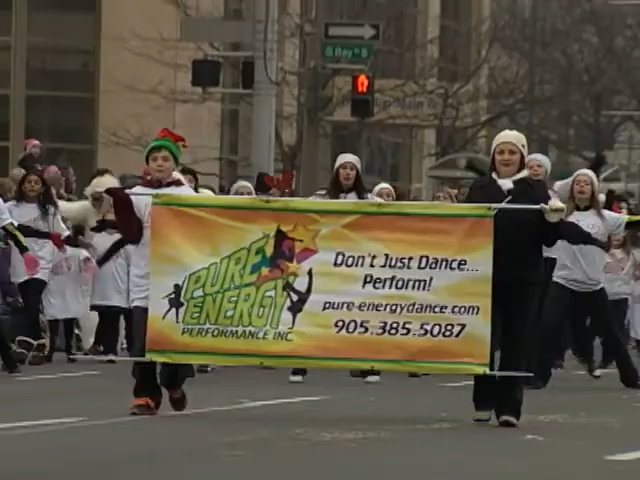 Bay St S
PURE
ENERGY
PERFORMANCE INC.
Don't Just Dance...
Perform!
pure-energydance.com
905.385.5087